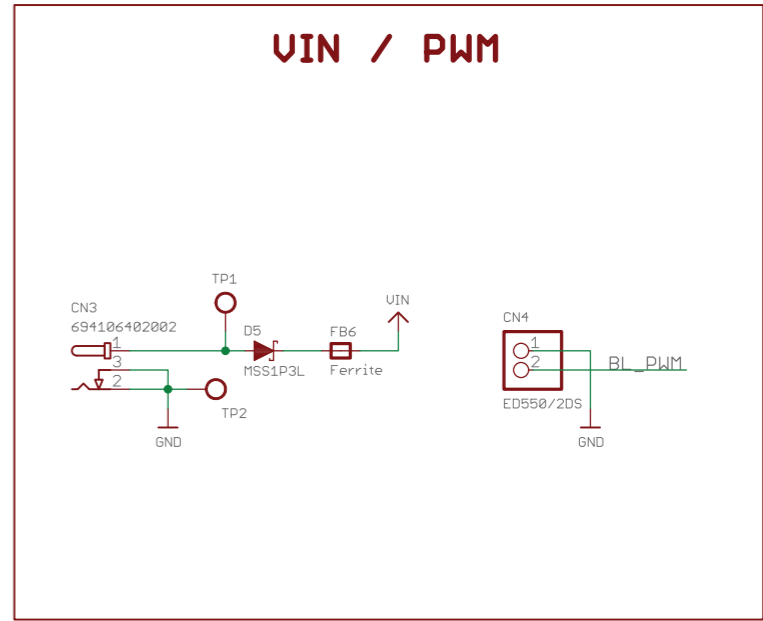 VIN / PWM
TP1
CN3
694106402002
1
3
2
D5
MSS1P3L
FB6
Ferrite
VIN
TP2
GND
CN4
1
2
BL_PWM
ED550/2DS
GND